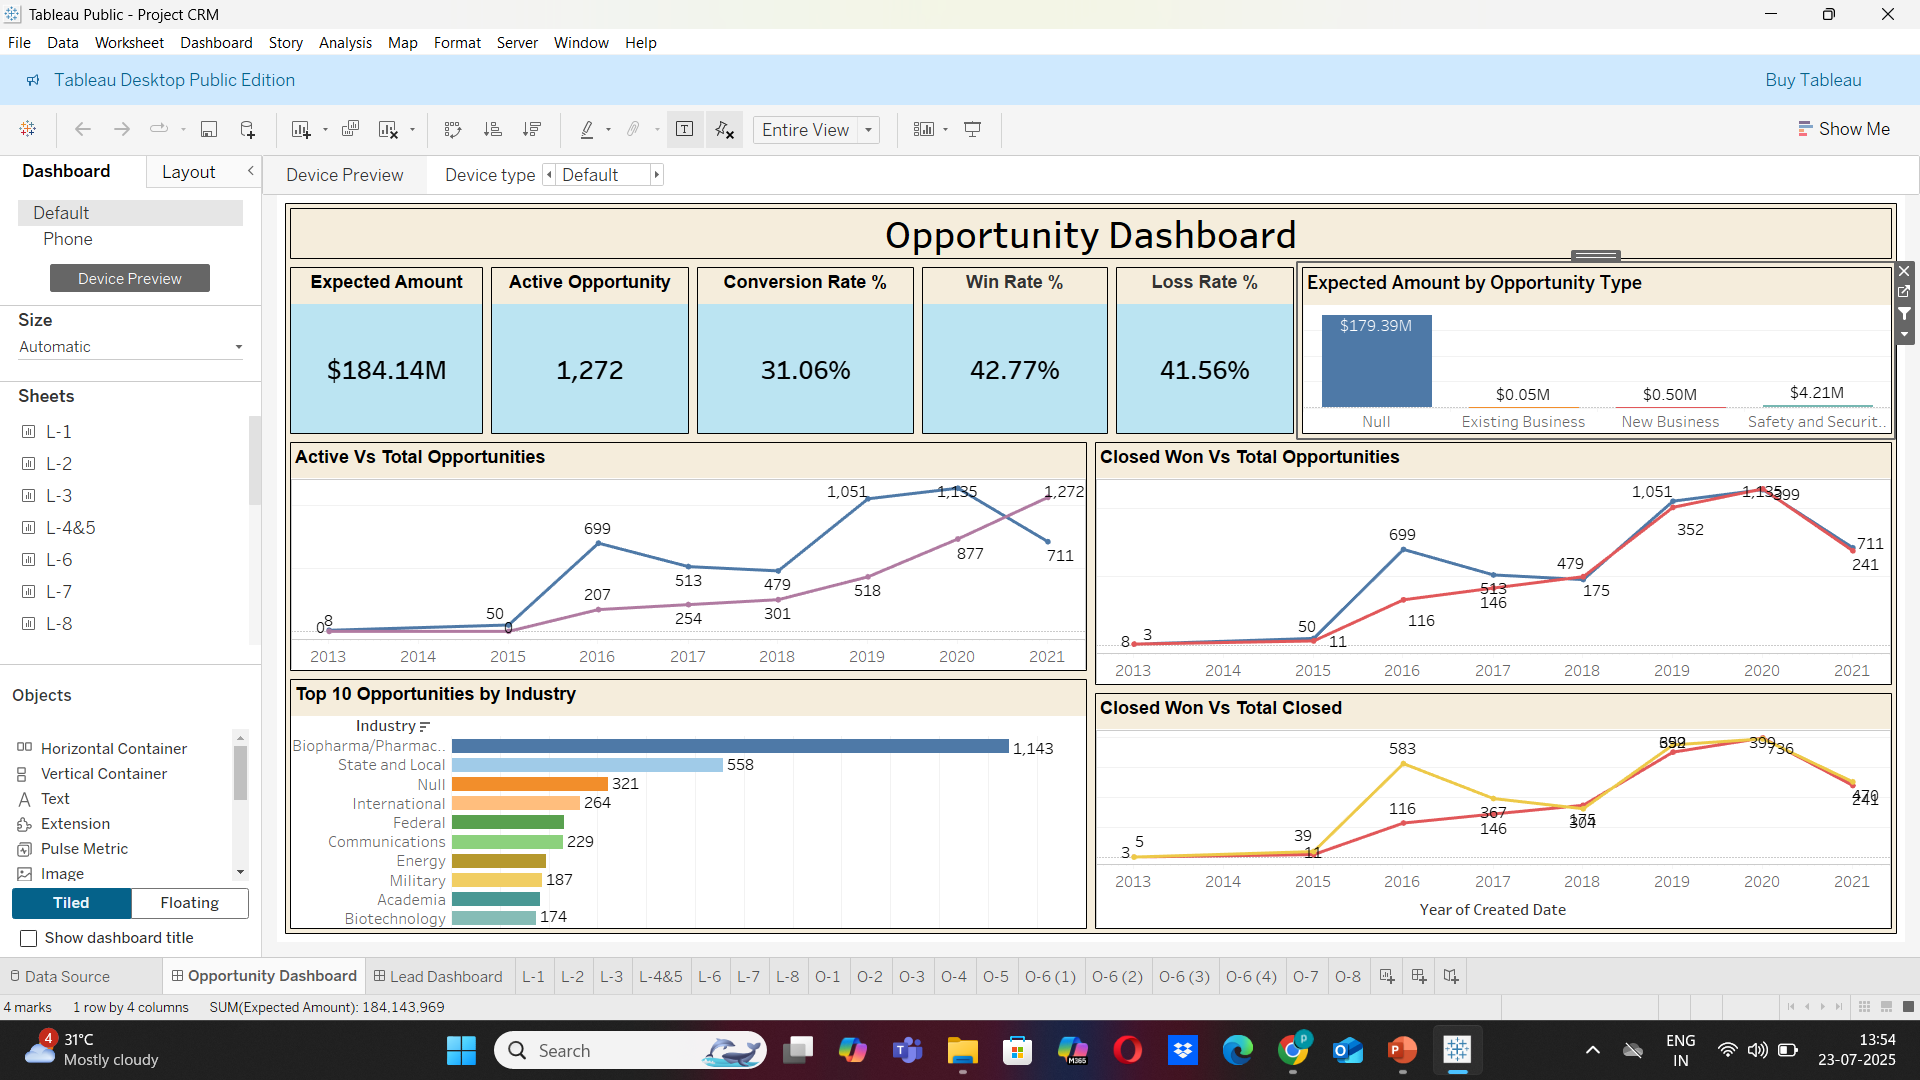 Tableau Public - Project CRM
File Data Worksheet Dashboard Story Analysis Map Format Server Window Help
Tableau Desktop Public Edition
Buy Tableau
Entire View
Show Me
Dashboard
Layout
Device Preview
Device type
Default
Default
Phone
Device Preview
Size
Automatic
Sheets
L-1
L-2
L-3
L-4&5
L-6
L-7
L-8
Objects
Horizontal Container
Vertical Container
Text
Extension
Pulse Metric
Image
Tiled
Floating
Show dashboard title
Opportunity Dashboard
Expected Amount
$184.14M
Active Opportunity
1,272
Conversion Rate %
31.06%
Win Rate %
42.77%
Loss Rate %
41.56%
Expected Amount by Opportunity Type
$179.39M
$0.05M
$0.50M
$4.21M
Null
Existing Business
New Business
Safety and Securit..
Active Vs Total Opportunities
0
8
50
0
699
207
513
254
479
301
1,051
518
1,135
877
1,272
711
2013 2014 2015 2016 2017 2018 2019 2020 2021
Closed Won Vs Total Opportunities
8
3
50
11
699
116
513
146
479
175
1,051
352
1,135
399
711
241
2013 2014 2015 2016 2017 2018 2019 2020 2021
Top 10 Opportunities by Industry
Industry
Biopharma/Pharmac.. 1,143
State and Local 558
Null 321
International 264
Federal
Communications 229
Energy
Military 187
Academia
Biotechnology 174
Closed Won Vs Total Closed
3
5
39
11
583
116
367
146
175
304
399
736
470
241
2013 2014 2015 2016 2017 2018 2019 2020 2021
Year of Created Date
Data Source
Opportunity Dashboard
Lead Dashboard
L-1 L-2 L-3 L-4&5 L-6 L-7 L-8 O-1 O-2 O-3 O-4 O-5 O-6 (1) O-6 (2) O-6 (3) O-6 (4) O-7 O-8
4 marks 1 row by 4 columns SUM(Expected Amount): 184,143,969
4
31°C
Mostly cloudy
Search
M365
P
ENG
IN
13:54
23-07-2025